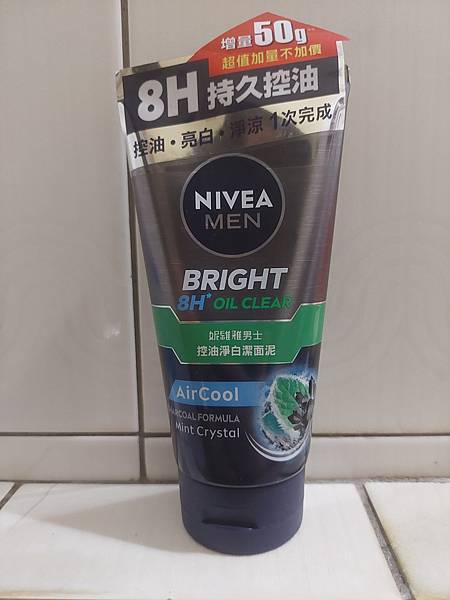 增量50g
超值加量不加價
8H 持久控油
控油・亮白・淨涼 1次完成
NIVEA
MEN
BRIGHT
8H* OIL CLEAR
妮維雅男士
控油淨白潔面泥
AirCool
CHARCOAL FORMULA
Mint Crystal